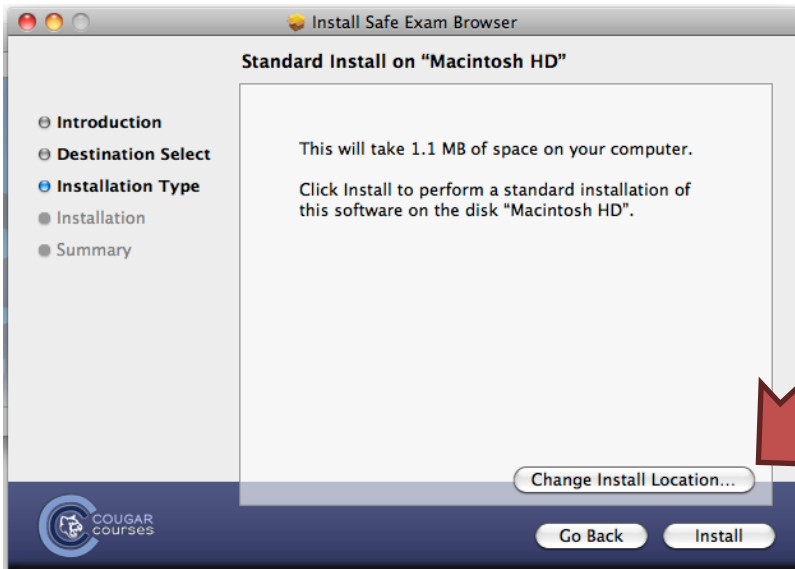 Install Safe Exam Browser
Standard Install on “Macintosh HD”
Introduction
Destination Select
Installation Type
Installation
Summary
This will take 1.1 MB of space on your computer.
Click Install to perform a standard installation of
this software on the disk “Macintosh HD”.
Change Install Location...
COUGAR
courses
Go Back
Install